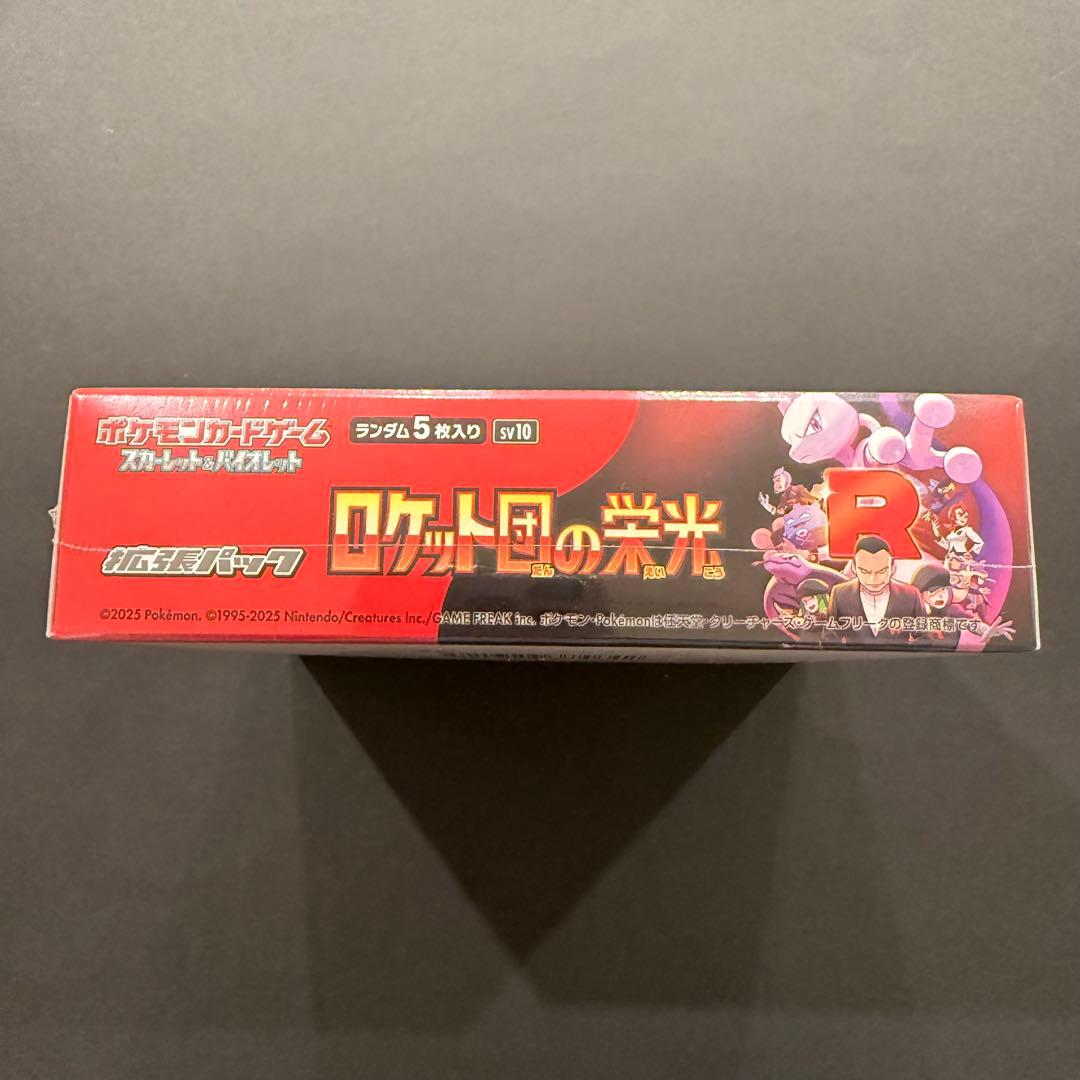 ポケモンカードゲーム
スカーレット&バイオレット
ランダム5枚入り SV10
拡張パック
ロケット団の栄光
だん えいこう
R
©2025 Pokémon. ©1995-2025 Nintendo/Creatures Inc./GAME FREAK inc. ポケモン・Pokémonは任天堂・クリーチャーズ・ゲームフリークの登録商標です。